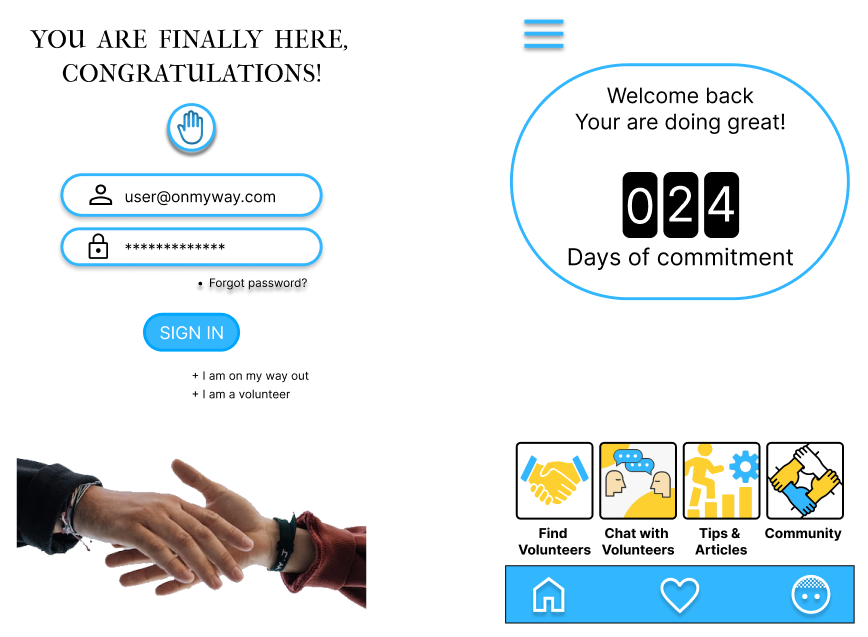 YOU ARE FINALLY HERE,
CONGRATULATIONS!
user@onmyway.com
*************
• Forgot password?
SIGN IN
+ I am on my way out
+ I am a volunteer
Welcome back
Your are doing great!
024
Days of commitment
Find
Volunteers
Chat with
Volunteers
Tips &
Articles
Community